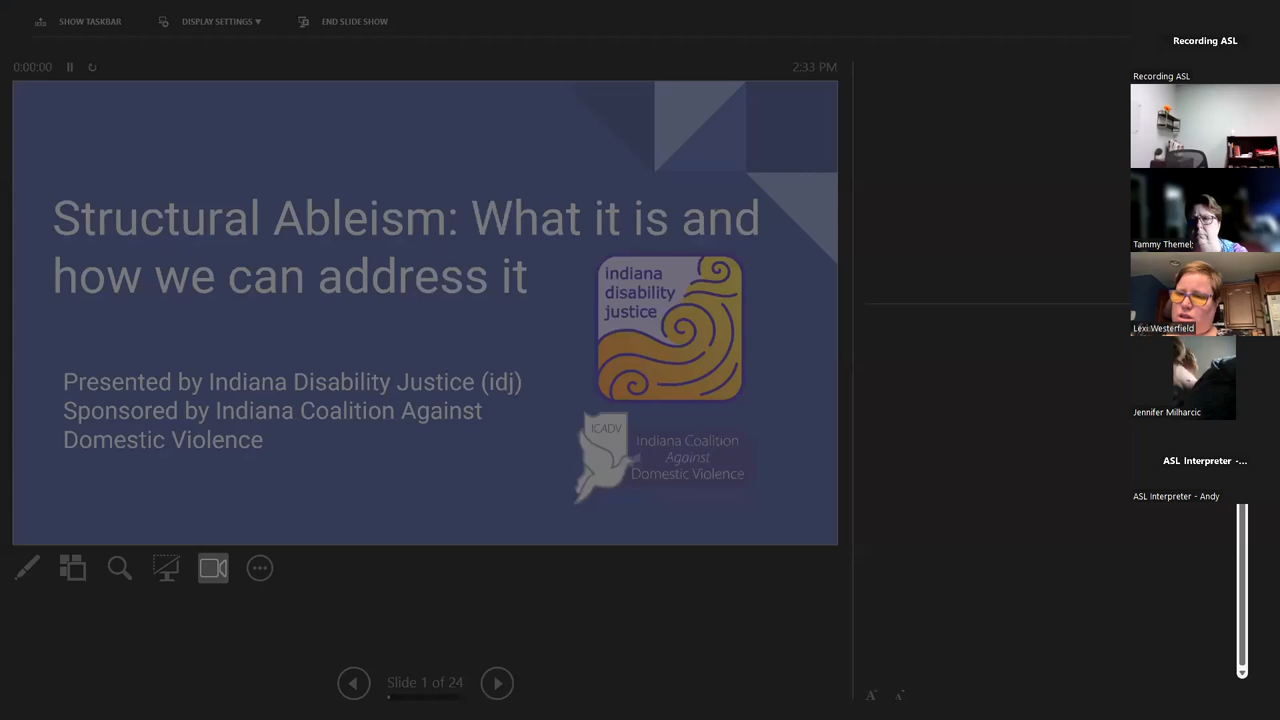 SHOW TASKBAR
DISPLAY SETTINGS ▼
END SLIDE SHOW
0:00:00
2:33 PM
Structural Ableism: What it is and
how we can address it
indiana
disability
justice
Presented by Indiana Disability Justice (idj)
Sponsored by Indiana Coalition Against
Domestic Violence
ICADV
Indiana Coalition
Against
Domestic Violence
Slide 1 of 24
A
A
Recording ASL
Recording ASL
Tammy Themel;
Lexi Westerfield
Jennifer Milharcic
ASL Interpreter -...
ASL Interpreter - Andy